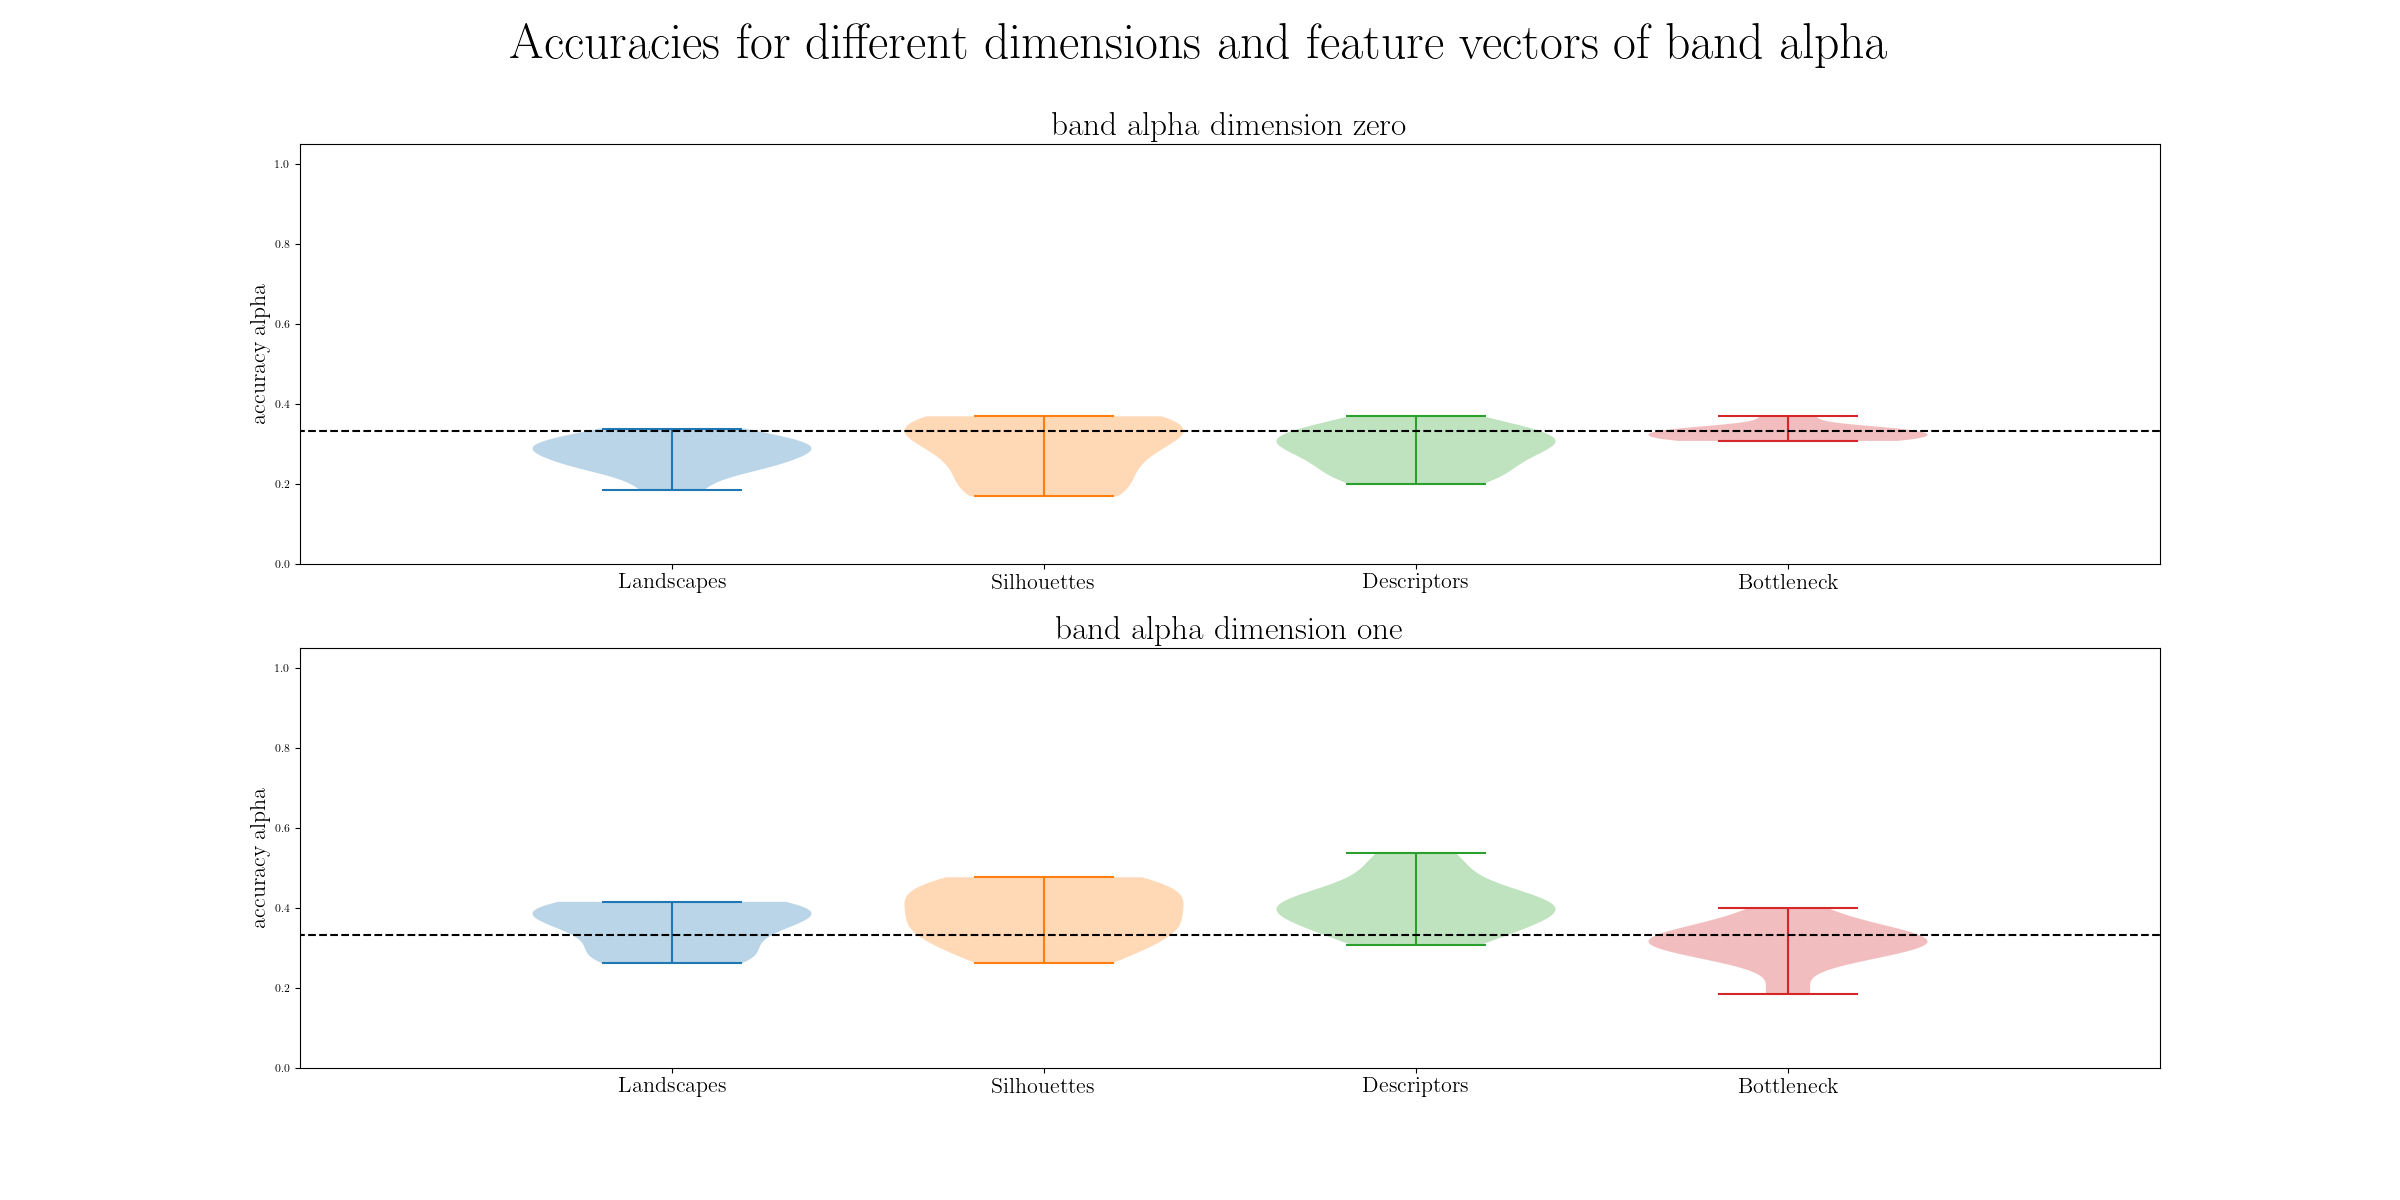 Accuracies for different dimensions and feature vectors of band alpha
band alpha dimension zero
1.0
0.8
0.6
0.4
0.2
0.0
accuracy alpha
Landscapes Silhouettes Descriptors Bottleneck
band alpha dimension one
1.0
0.8
0.6
0.4
0.2
0.0
accuracy alpha
Landscapes Silhouettes Descriptors Bottleneck